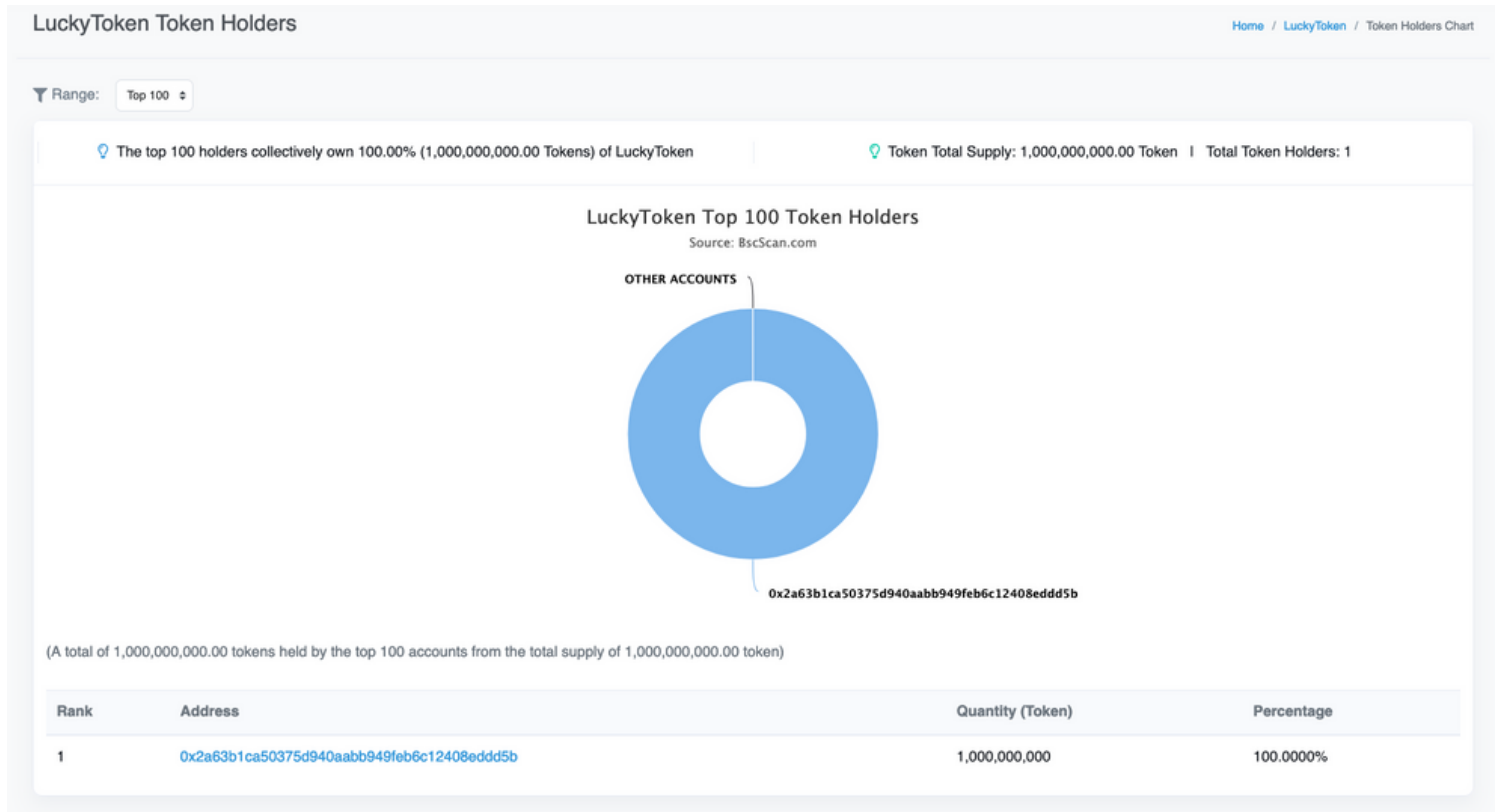 LuckyToken Token Holders
Home / LuckyToken / Token Holders Chart
Range: Top 100
The top 100 holders collectively own 100.00% (1,000,000,000.00 Tokens) of LuckyToken
Token Total Supply: 1,000,000,000.00 Token | Total Token Holders: 1
LuckyToken Top 100 Token Holders
Source: BscScan.com
OTHER ACCOUNTS
0x2a63b1ca50375d940aabb949feb6c12408eddd5b
(A total of 1,000,000,000.00 tokens held by the top 100 accounts from the total supply of 1,000,000,000.00 token)
Rank Address Quantity (Token) Percentage
1 0x2a63b1ca50375d940aabb949feb6c12408eddd5b 1,000,000,000 100.0000%